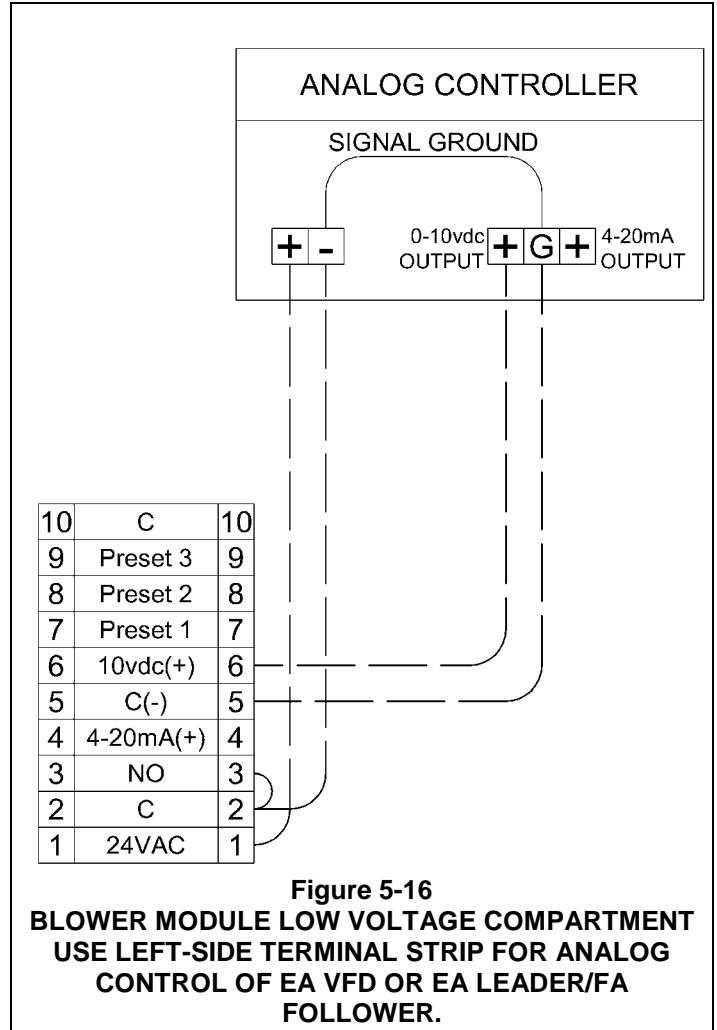 ANALOG CONTROLLER
SIGNAL GROUND
+ - 0-10vdc OUTPUT + G + 4-20mA OUTPUT
10 C 10
9 Preset 3 9
8 Preset 2 8
7 Preset 1 7
6 10vdc(+) 6
5 C(-) 5
4 4-20mA(+) 4
3 NO 3
2 C 2
1 24VAC 1
Figure 5-16
BLOWER MODULE LOW VOLTAGE COMPARTMENT
USE LEFT-SIDE TERMINAL STRIP FOR ANALOG
CONTROL OF EA VFD OR EA LEADER/FA
FOLLOWER.